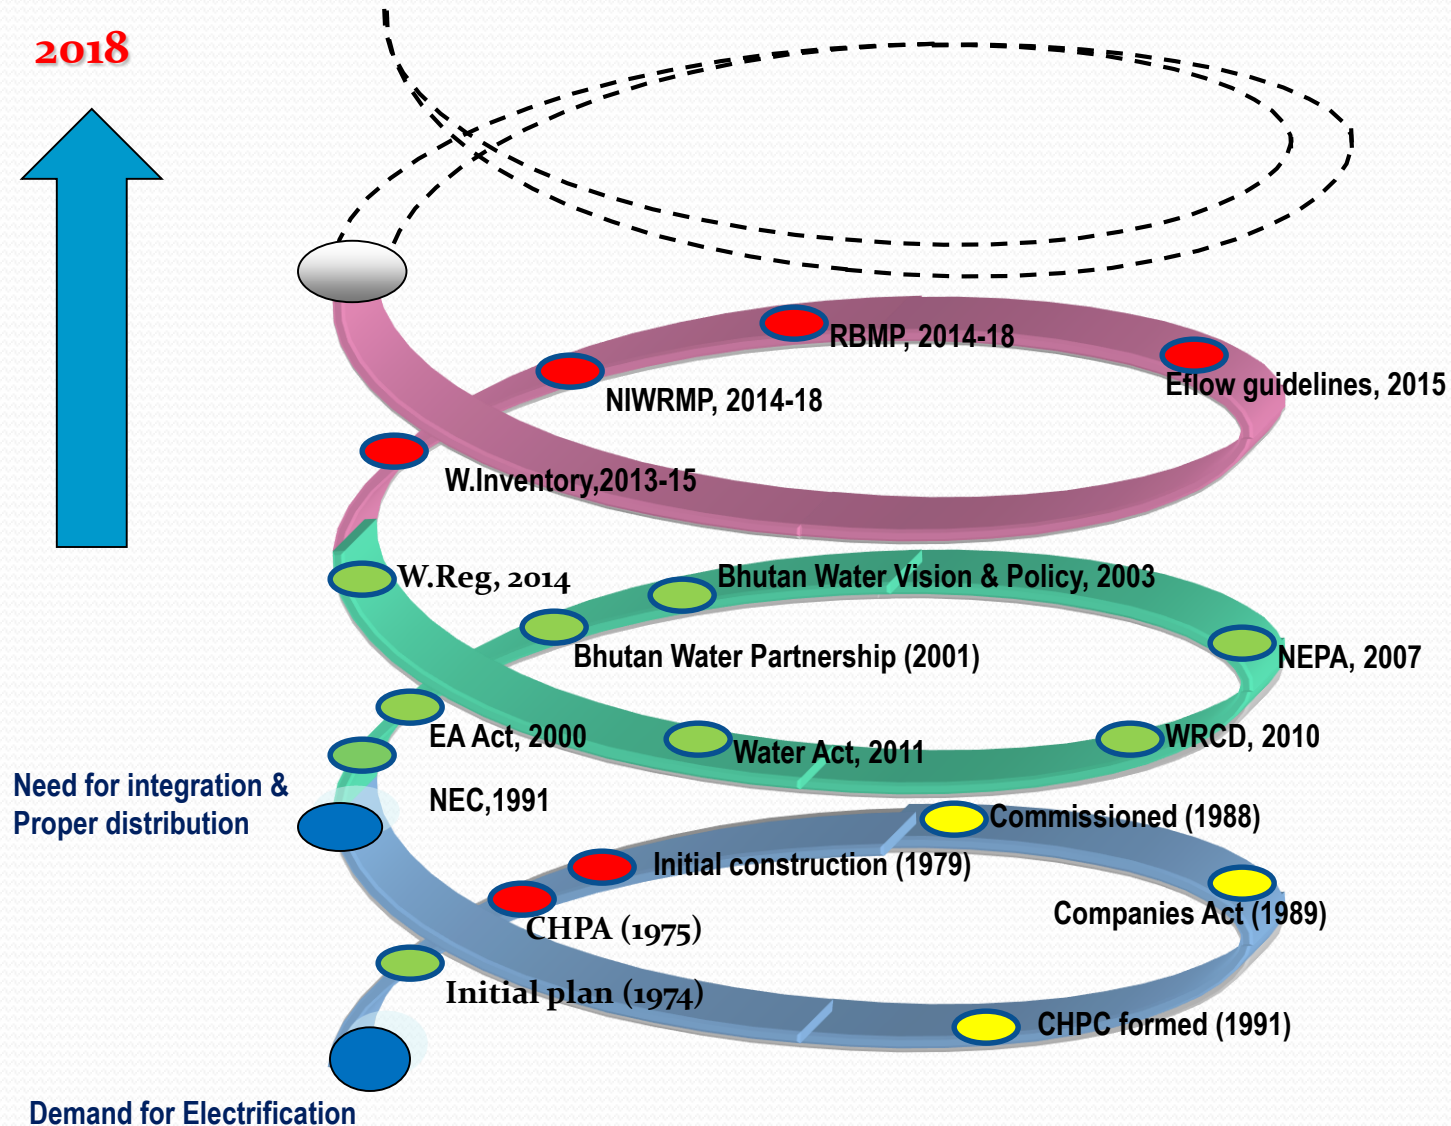 2018
RBMP, 2014-18
Eflow guidelines, 2015
NIWRMP, 2014-18
W.Inventory,2013-15
W.Reg, 2014
Bhutan Water Vision & Policy, 2003
Bhutan Water Partnership (2001)
NEPA, 2007
EA Act, 2000
Water Act, 2011
WRCD, 2010
Need for integration &
Proper distribution
NEC,1991
Commissioned (1988)
Initial construction (1979)
Companies Act (1989)
CHPA (1975)
Initial plan (1974)
CHPC formed (1991)
Demand for Electrification